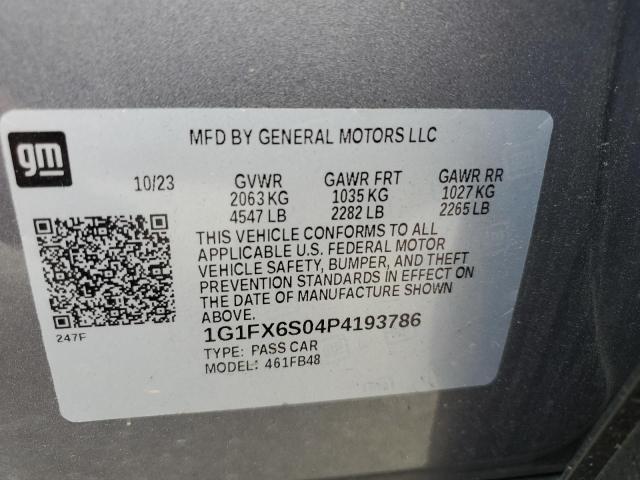 gm
MFD BY GENERAL MOTORS LLC
10/23 GVWR GAWR FRT GAWR RR
2063 KG 1035 KG 1027 KG
4547 LB 2282 LB 2265 LB
THIS VEHICLE CONFORMS TO ALL
APPLICABLE U.S. FEDERAL MOTOR
VEHICLE SAFETY, BUMPER, AND THEFT
PREVENTION STANDARDS IN EFFECT ON
THE DATE OF MANUFACTURE SHOWN
ABOVE.
1G1FX6S04P4193786
TYPE: PASS CAR
MODEL: 461FB48
247F